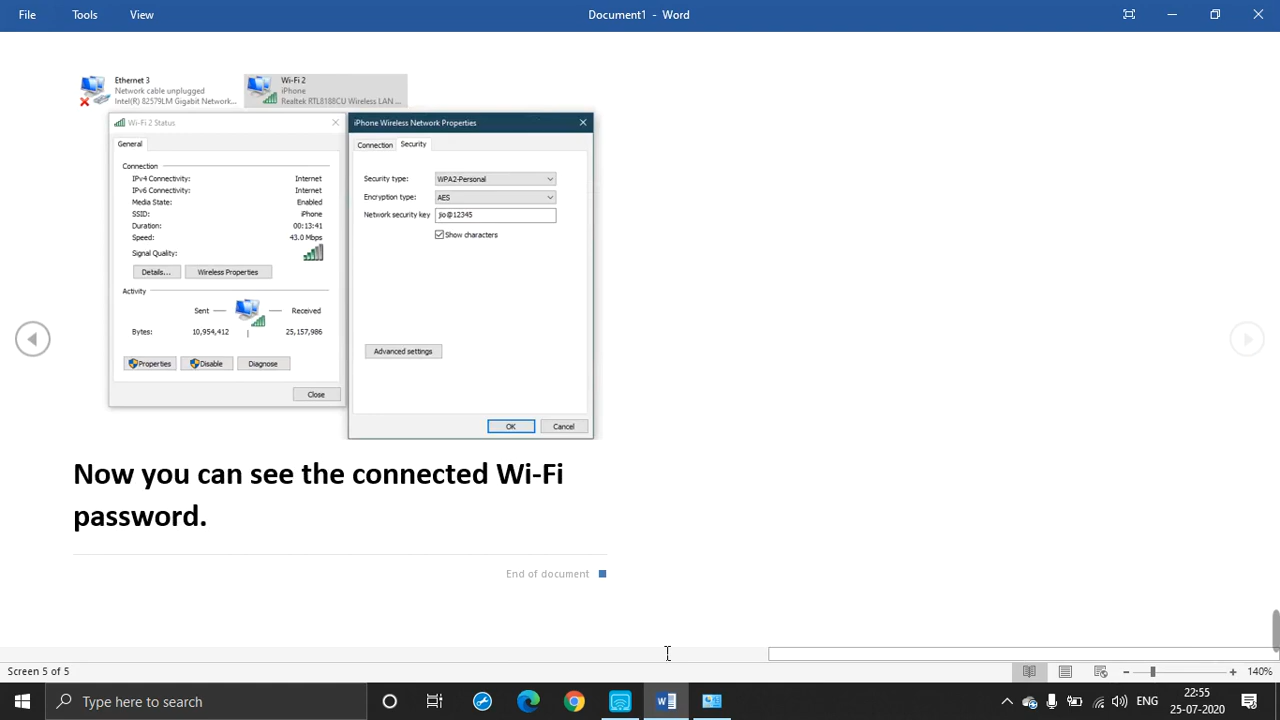 File Tools View Document1 - Word
Ethernet 3
Network cable unplugged
Intel(R) 82579LM Gigabit Network...
Wi-Fi 2
iPhone
Realtek RTL8188CU Wireless LAN ...
Wi-Fi 2 Status
General
Connection
IPv4 Connectivity: Internet
IPv6 Connectivity: Internet
Media State: Enabled
SSID: iPhone
Duration: 00:13:41
Speed: 43.0 Mbps
Signal Quality:
Details... Wireless Properties
Activity
Sent Received
Bytes: 10,954,412 25,157,986
Properties Disable Diagnose
Close
iPhone Wireless Network Properties
Connection Security
Security type: WPA2-Personal
Encryption type: AES
Network security key jio@12345
Show characters
Advanced settings
OK Cancel
Now you can see the connected Wi-Fi
password.
End of document
Screen 5 of 5 140%
Type here to search
ENG
22:55
25-07-2020